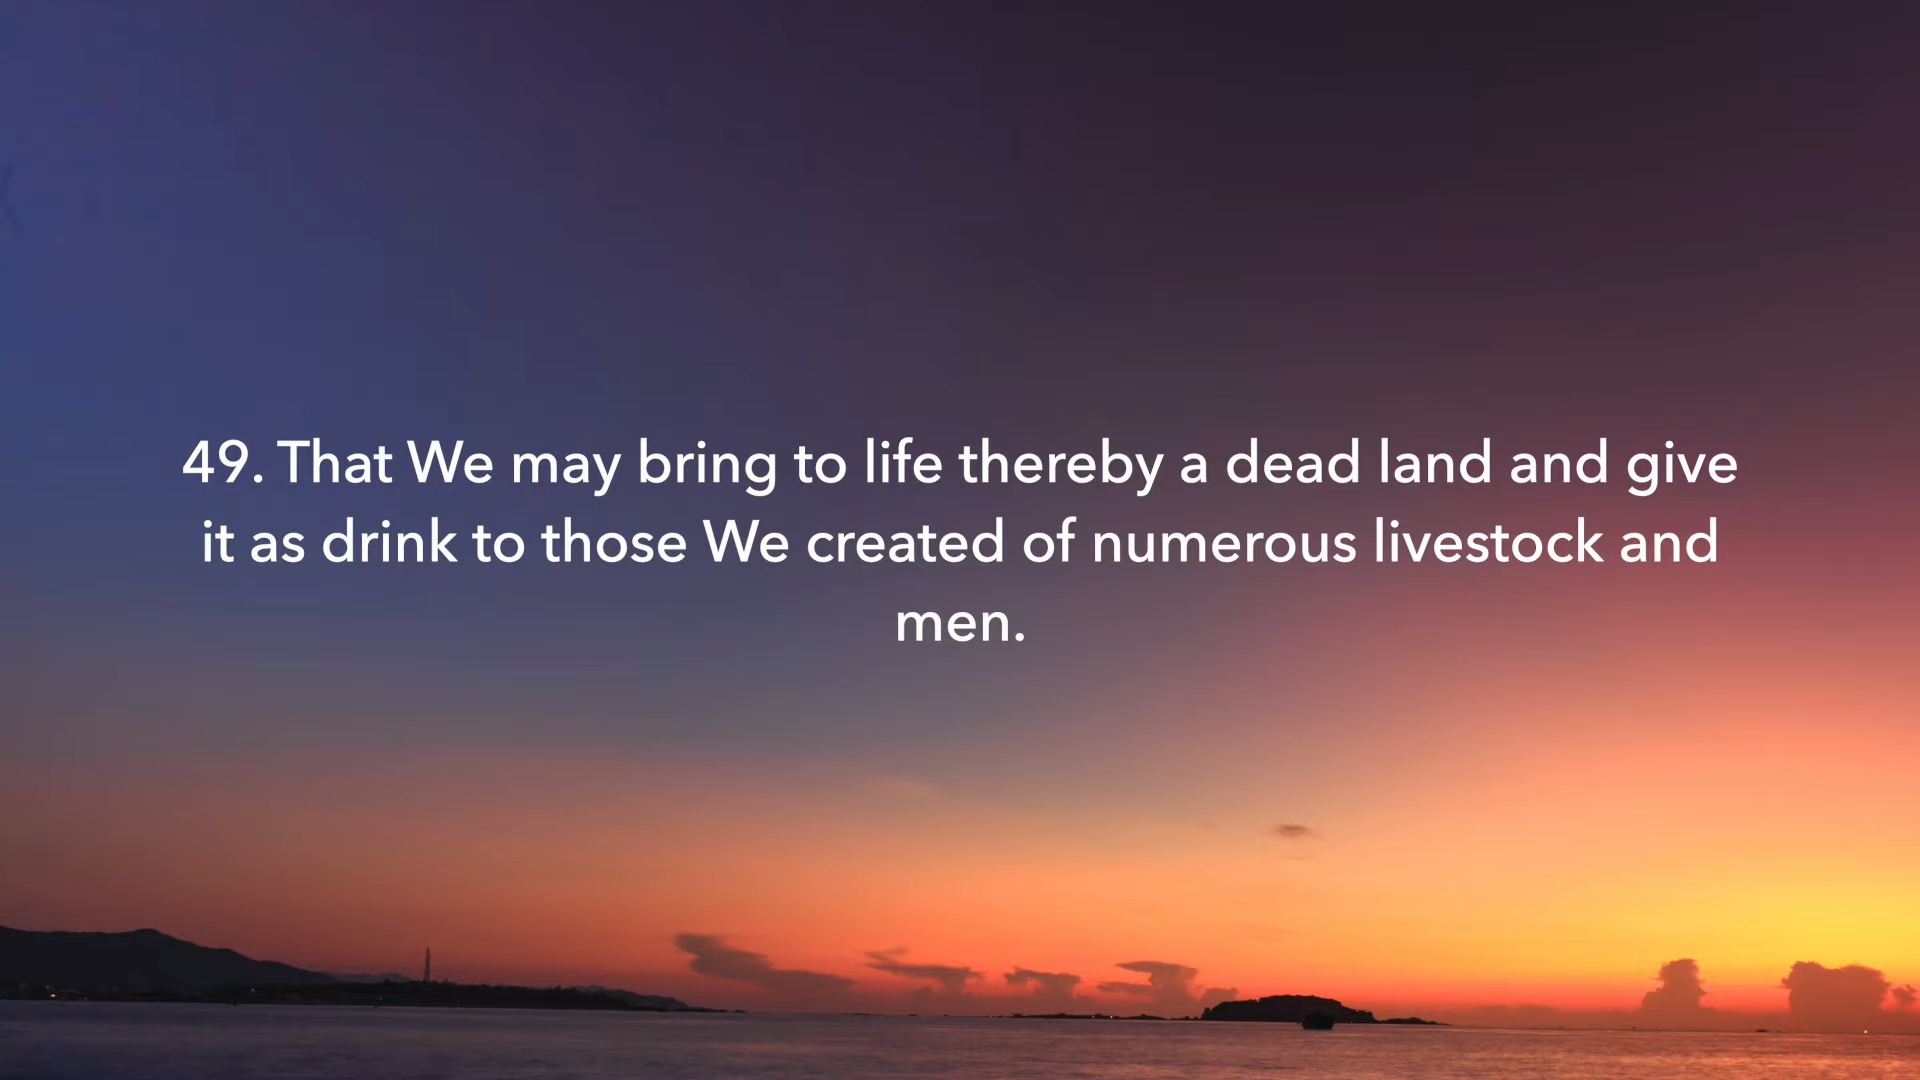 49. That We may bring to life thereby a dead land and give
it as drink to those We created of numerous livestock and
men.